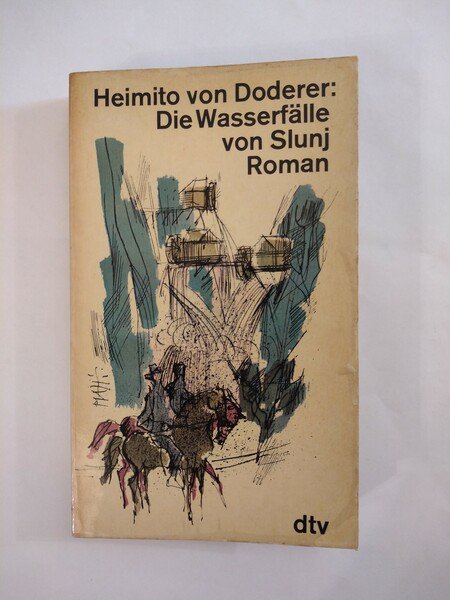 Heimito von Doderer:
Die Wasserfälle
von Slunj
Roman
dtv